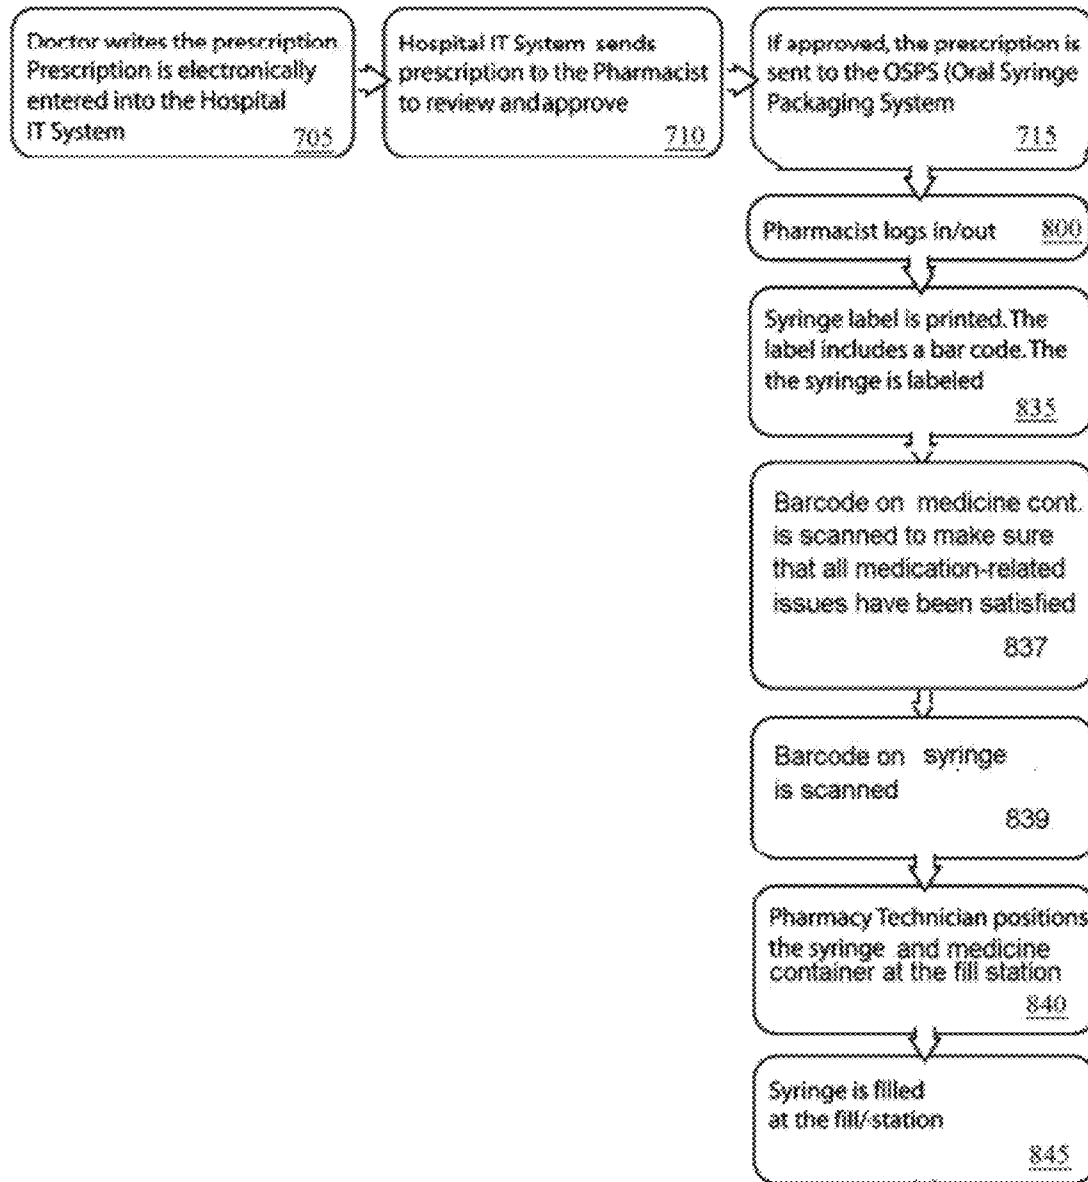 Doctor writes the prescription
Prescription is electronically
entered into the Hospital
IT System
705
Hospital IT System sends
prescription to the Pharmacist
to review and approve
710
If approved, the prescription is
sent to the OSPS (Oral Syringe
Packaging System
715
Pharmacist logs in/out 800
Syringe label is printed. The
label includes a bar code. The
the syringe is labeled
835
Barcode on medicine cont.
is scanned to make sure
that all medication-related
issues have been satisfied
837
Barcode on syringe
is scanned
839
Pharmacy Technician positions
the syringe and medicine
container at the fill station
840
Syringe is filled
at the fill/-station
845